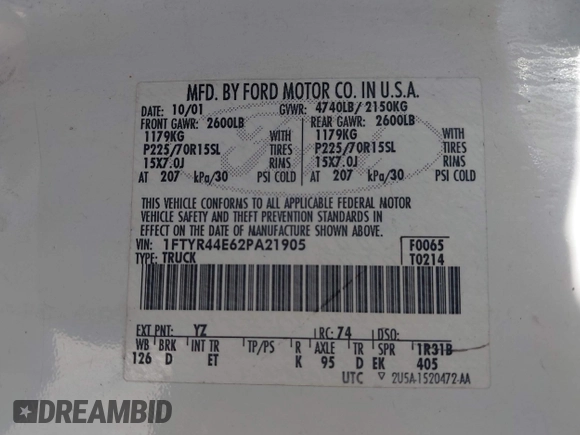 MFD. BY FORD MOTOR CO. IN U.S.A.
DATE: 10/01 GVWR: 4740LB/ 2150KG
FRONT GAWR: 2600LB REAR GAWR: 2600LB
1179KG WITH 1179KG WITH
P225/70R15SL TIRES P225/70R15SL TIRES
15X7.0J RIMS 15X7.0J RIMS
AT 207 kPa/30 PSI COLD AT 207 kPa/30 PSI COLD
THIS VEHICLE CONFORMS TO ALL APPLICABLE FEDERAL MOTOR
VEHICLE SAFETY AND THEFT PREVENTION STANDARDS IN
EFFECT ON THE DATE OF MANUFACTURE SHOWN ABOVE.
VIN: 1FTYR44E62PA21905 F0065
TYPE: TRUCK T0214
EXT PNT: YZ RC: 74 DSO:
WB BRK INT TR TP/PS R AXLE TR SPR 1R31B
126 D ET K 95 D EK 405
UTC ▽ 2U5A-1520472-AA
DREAMBID